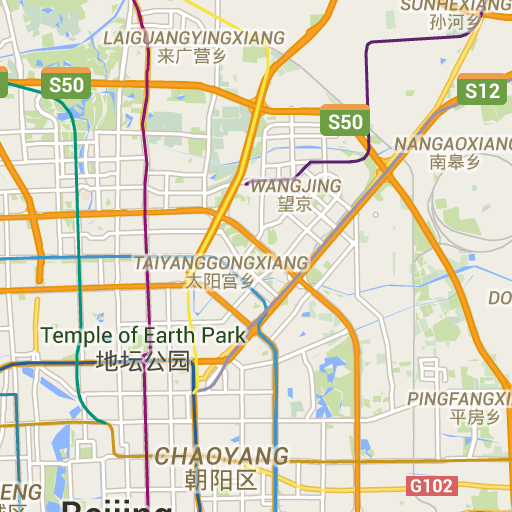 SUNHEXIANG
孙河乡
LAIGUANGYINGXIANG
来广营乡
S50
S12
S50
NANGAOXIANG
南皋乡
WANGJING
望京
TAIYANGGONGXIANG
太阳宫乡
DO
Temple of Earth Park
地坛公园
PINGFANGXI
平房乡
CHAOYANG
朝阳区
G102
ENG
Beijing